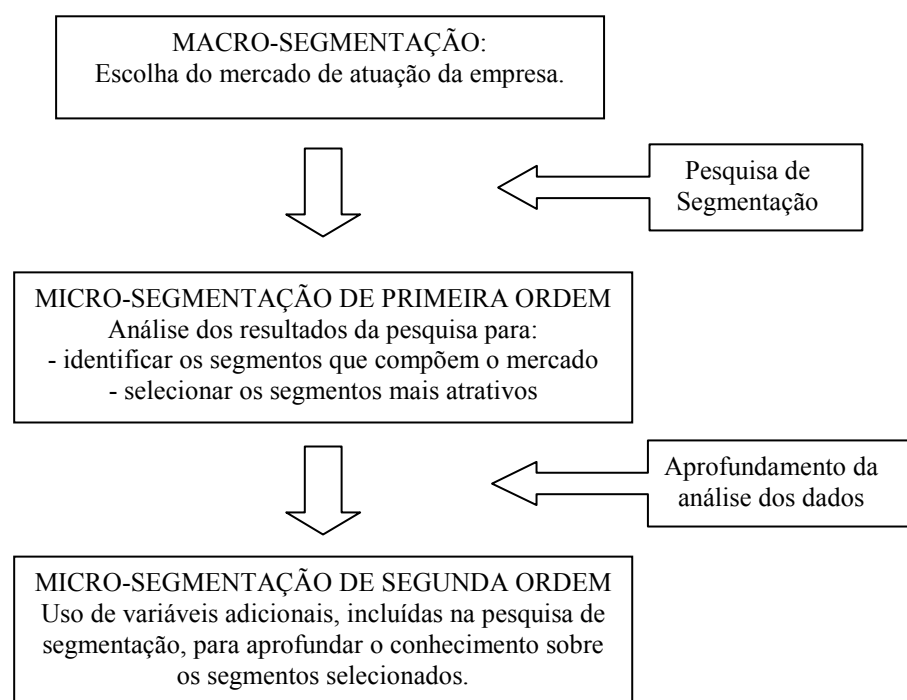 MACRO-SEGMENTAÇÃO:
Escolha do mercado de atuação da empresa.
Pesquisa de
Segmentação
MICRO-SEGMENTAÇÃO DE PRIMEIRA ORDEM
Análise dos resultados da pesquisa para:
- identificar os segmentos que compõem o mercado
- selecionar os segmentos mais atrativos
Aprofundamento da
análise dos dados
MICRO-SEGMENTAÇÃO DE SEGUNDA ORDEM
Uso de variáveis adicionais, incluídas na pesquisa de
segmentação, para aprofundar o conhecimento sobre
os segmentos selecionados.